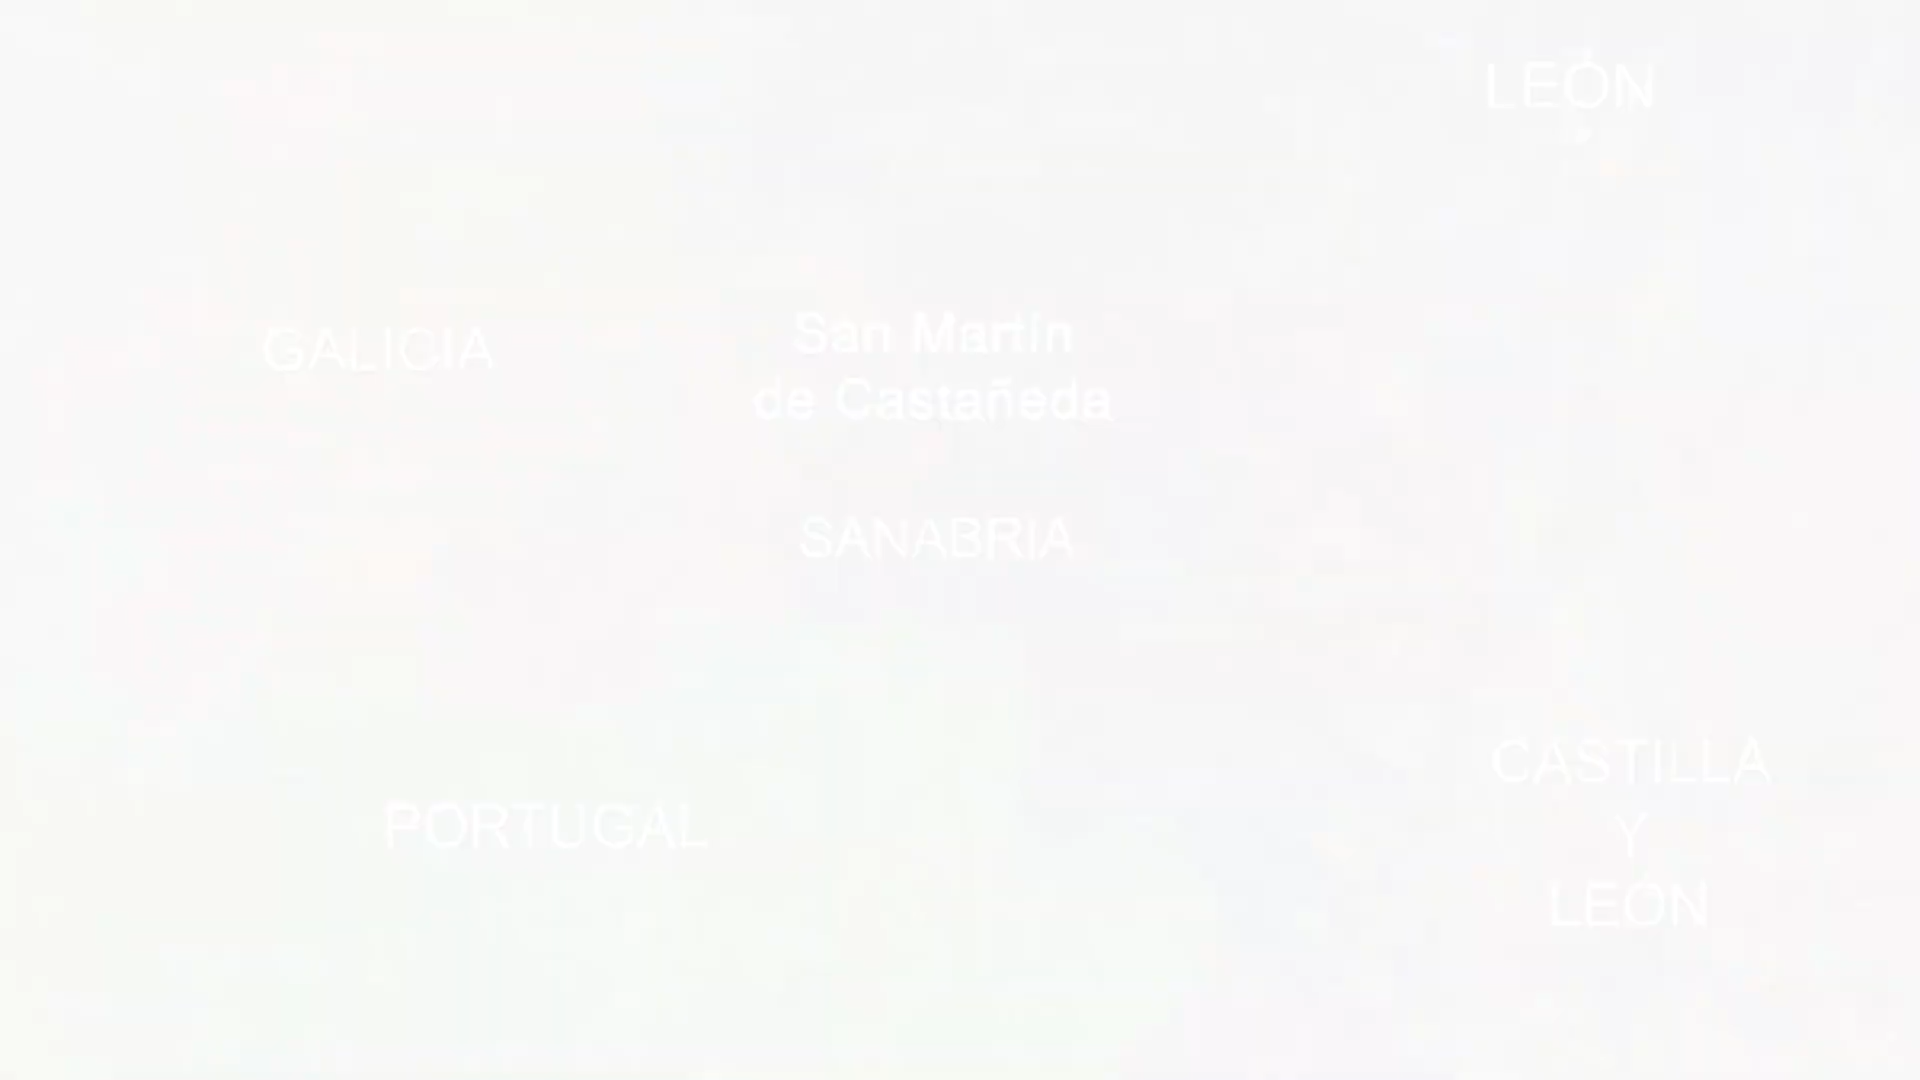 LEÓN
GALICIA
San Martín
de Castañeda
SANABRIA
CASTILLA
Y
LEÓN
PORTUGAL